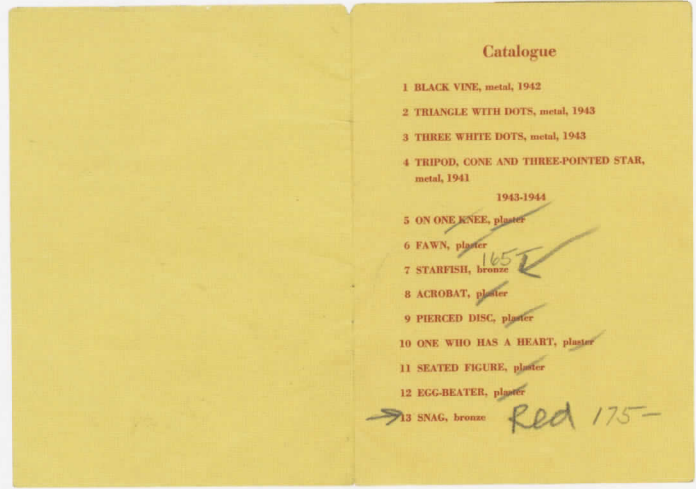 Catalogue
1 BLACK VINE, metal, 1942
2 TRIANGLE WITH DOTS, metal, 1943
3 THREE WHITE DOTS, metal, 1943
4 TRIPOD, CONE AND THREE-POINTED STAR,
metal, 1941
1943-1944
5 ON ONE KNEE, plaster
6 FAWN, plaster
165-
7 STARFISH, bronze
8 ACROBAT, plaster
9 PIERCED DISC, plaster
10 ONE WHO HAS A HEART, plaster
11 SEATED FIGURE, plaster
12 EGG-BEATER, plaster
13 SNAG, bronze Red 175-